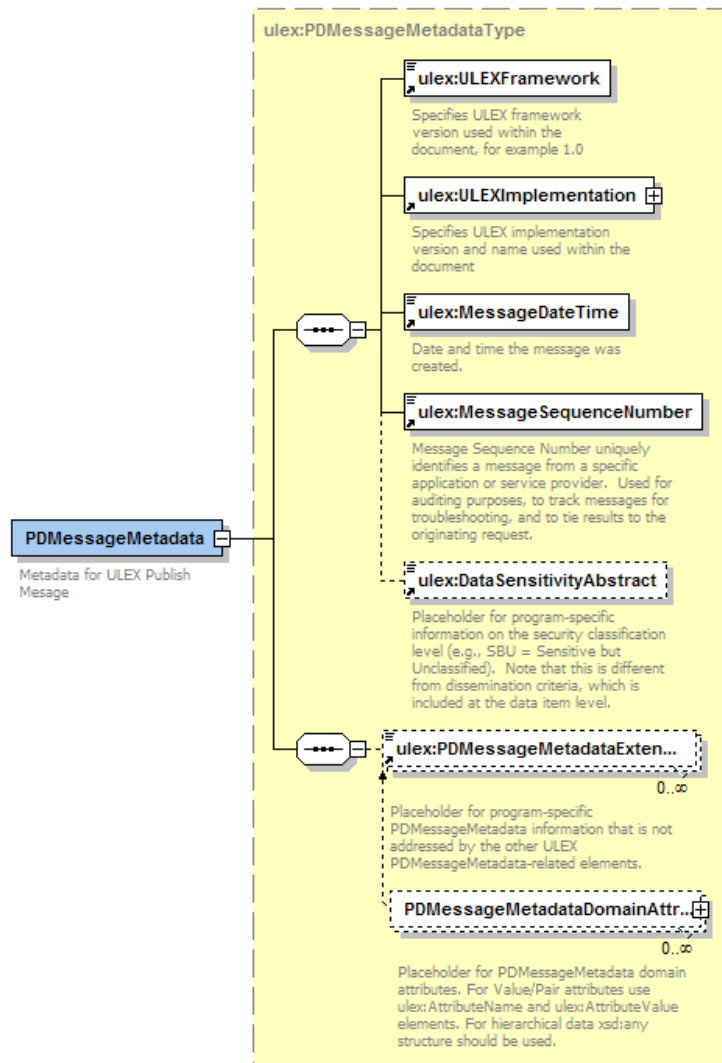 ulex:PDMessageMetadataType
ulex:ULEXFramework
Specifies ULEX framework
version used within the
document, for example 1.0
ulex:ULEXImplementation
Specifies ULEX implementation
version and name used within the
document
ulex:MessageDateTime
Date and time the message was
created.
ulex:MessageSequenceNumber
Message Sequence Number uniquely
identifies a message from a specific
application or service provider.  Used for
auditing purposes, to track messages for
troubleshooting, and to tie results to the
originating request.
PDMessageMetadata
Metadata for ULEX Publish
Mesage
ulex:DataSensitivityAbstract
Placeholder for program-specific
information on the security classification
level (e.g., SBU = Sensitive but
Unclassified).  Note that this is different
from dissemination criteria, which is
included at the data item level.
ulex:PDMessageMetadataExten...
0..∞
Placeholder for program-specific
PDMessageMetadata information that is not
addressed by the other ULEX
PDMessageMetadata-related elements.
PDMessageMetadataDomainAttr...
0..∞
Placeholder for PDMessageMetadata domain
attributes. For Value/Pair attributes use
ulex:AttributeName and ulex:AttributeValue
elements. For hierarchical data xsd:any
structure should be used.